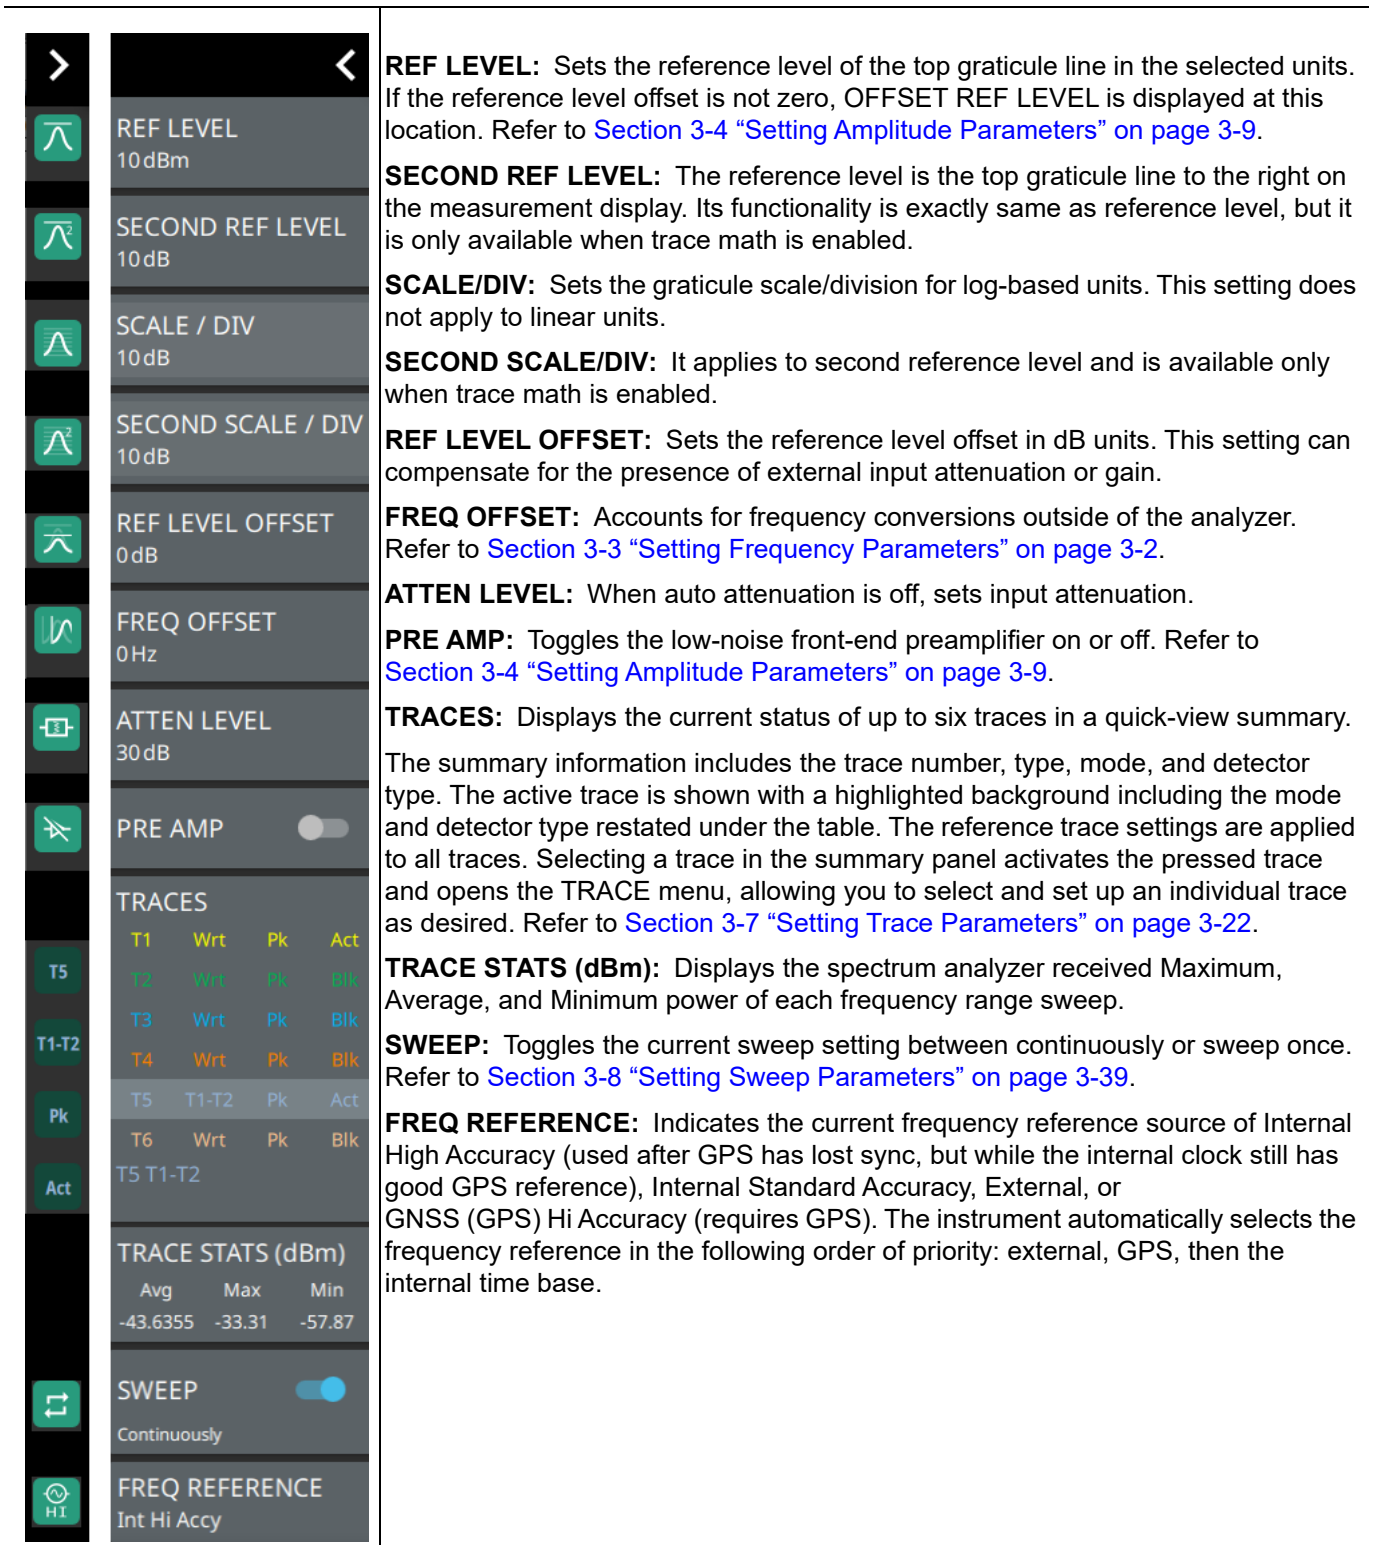 REF LEVEL
10 dBm
SECOND REF LEVEL
10 dB
SCALE / DIV
10 dB
SECOND SCALE / DIV
10 dB
REF LEVEL OFFSET
0 dB
FREQ OFFSET
0 Hz
ATTEN LEVEL
30 dB
PRE AMP
TRACES
T1 Wrt Pk Act
T2 Wrt Pk Blk
T3 Wrt Pk Blk
T4 Wrt Pk Blk
T5 T1-T2 Pk Act
T6 Wrt Pk Blk
T5 T1-T2
TRACE STATS (dBm)
Avg Max Min
-43.6355 -33.31 -57.87
SWEEP
Continuously
FREQ REFERENCE
Int Hi Accy
2
2
T5
T1-T2
Pk
Act
HI
REF LEVEL: Sets the reference level of the top graticule line in the selected units.
If the reference level offset is not zero, OFFSET REF LEVEL is displayed at this
location. Refer to Section 3-4 “Setting Amplitude Parameters” on page 3-9.
SECOND REF LEVEL: The reference level is the top graticule line to the right on
the measurement display. Its functionality is exactly same as reference level, but it
is only available when trace math is enabled.
SCALE/DIV: Sets the graticule scale/division for log-based units. This setting does
not apply to linear units.
SECOND SCALE/DIV: It applies to second reference level and is available only
when trace math is enabled.
REF LEVEL OFFSET: Sets the reference level offset in dB units. This setting can
compensate for the presence of external input attenuation or gain.
FREQ OFFSET: Accounts for frequency conversions outside of the analyzer.
Refer to Section 3-3 “Setting Frequency Parameters” on page 3-2.
ATTEN LEVEL: When auto attenuation is off, sets input attenuation.
PRE AMP: Toggles the low-noise front-end preamplifier on or off. Refer to
Section 3-4 “Setting Amplitude Parameters” on page 3-9.
TRACES: Displays the current status of up to six traces in a quick-view summary.
The summary information includes the trace number, type, mode, and detector
type. The active trace is shown with a highlighted background including the mode
and detector type restated under the table. The reference trace settings are applied
to all traces. Selecting a trace in the summary panel activates the pressed trace
and opens the TRACE menu, allowing you to select and set up an individual trace
as desired. Refer to Section 3-7 “Setting Trace Parameters” on page 3-22.
TRACE STATS (dBm): Displays the spectrum analyzer received Maximum,
Average, and Minimum power of each frequency range sweep.
SWEEP: Toggles the current sweep setting between continuously or sweep once.
Refer to Section 3-8 “Setting Sweep Parameters” on page 3-39.
FREQ REFERENCE: Indicates the current frequency reference source of Internal
High Accuracy (used after GPS has lost sync, but while the internal clock still has
good GPS reference), Internal Standard Accuracy, External, or
GNSS (GPS) Hi Accuracy (requires GPS). The instrument automatically selects the
frequency reference in the following order of priority: external, GPS, then the
internal time base.